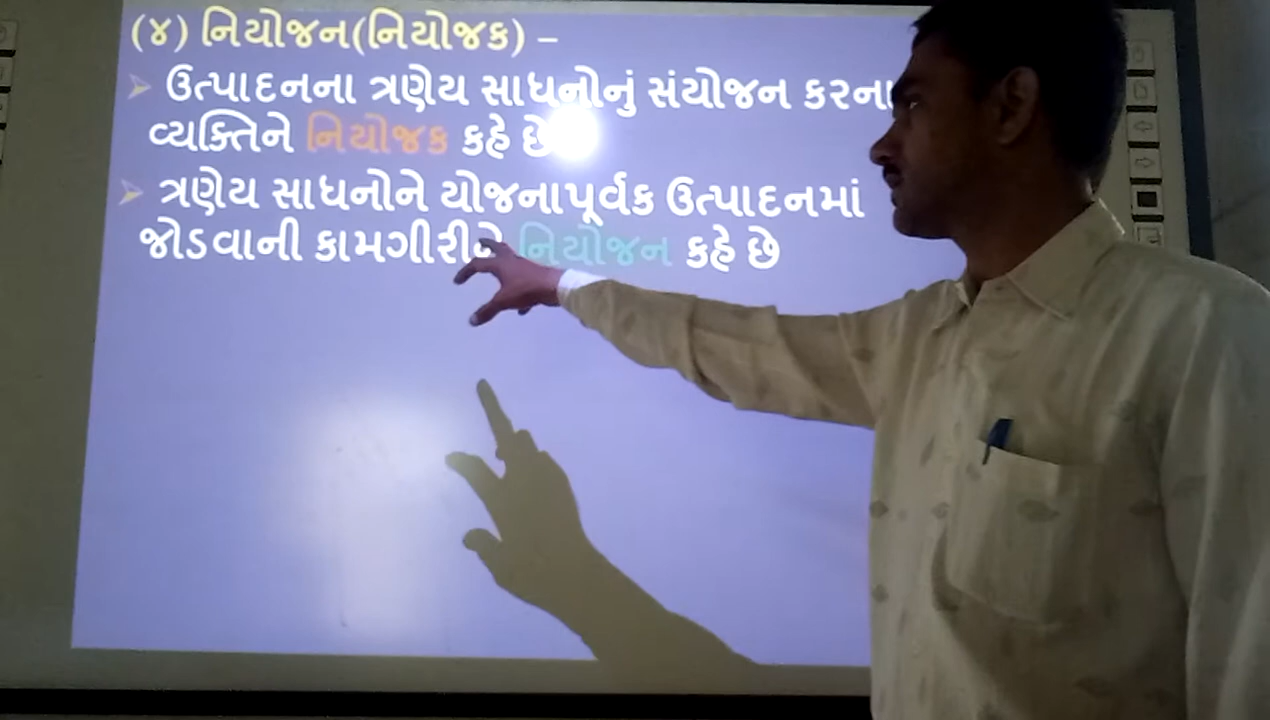 (૪) નિયોજન(નિયોજક) –
➢ ઉત્પાદનના ત્રણેય સાધનોનું સંયોજન
વ્યક્તિને નિયોજક કહે છે
➢ ત્રણેય સાધનોને યોજનાપૂર્વક ઉત્પાદનમાં
જોડવાની કામગીરીને નિયોજન કહે છે